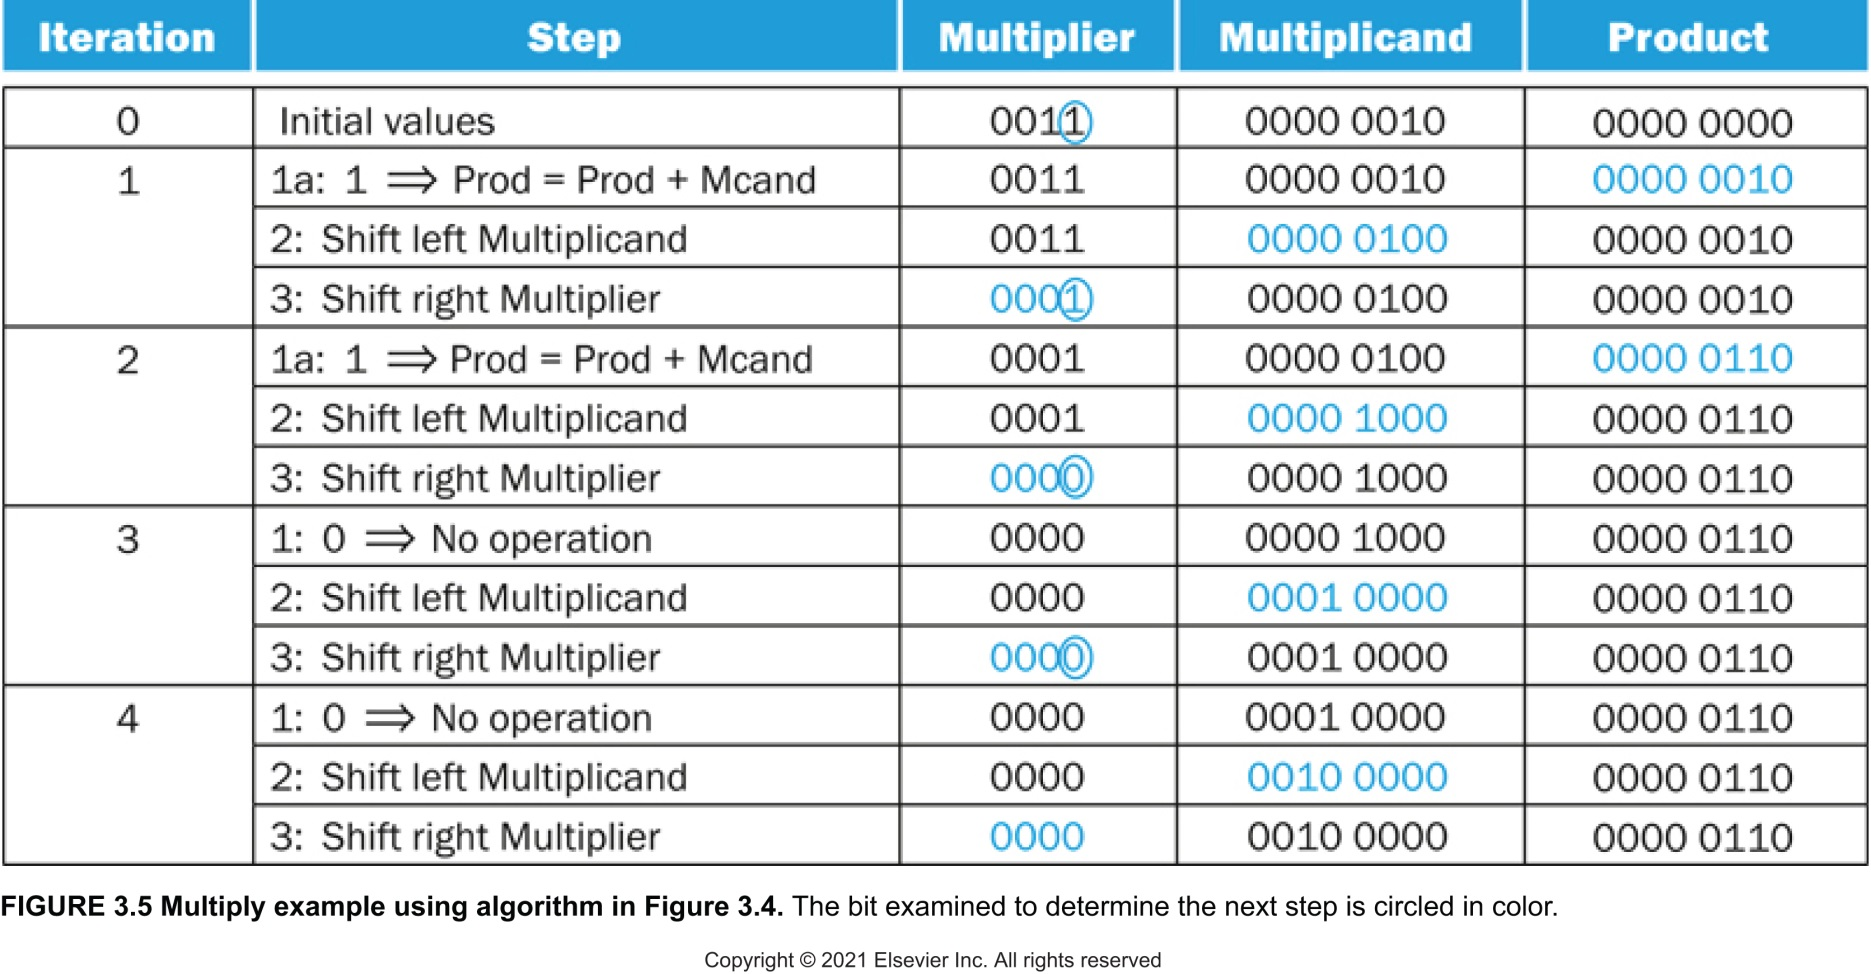 Iteration Step Multiplier Multiplicand Product
0 Initial values 0011 0000 0010 0000 0000
1 1a: 1 ⟹ Prod = Prod + Mcand 0011 0000 0010 0000 0010
2: Shift left Multiplicand 0011 0000 0100 0000 0010
3: Shift right Multiplier 0001 0000 0100 0000 0010
2 1a: 1 ⟹ Prod = Prod + Mcand 0001 0000 0100 0000 0110
2: Shift left Multiplicand 0001 0000 1000 0000 0110
3: Shift right Multiplier 0000 0000 1000 0000 0110
3 1: 0 ⟹ No operation 0000 0000 1000 0000 0110
2: Shift left Multiplicand 0000 0001 0000 0000 0110
3: Shift right Multiplier 0000 0001 0000 0000 0110
4 1: 0 ⟹ No operation 0000 0001 0000 0000 0110
2: Shift left Multiplicand 0000 0010 0000 0000 0110
3: Shift right Multiplier 0000 0010 0000 0000 0110
FIGURE 3.5 Multiply example using algorithm in Figure 3.4. The bit examined to determine the next step is circled in color.
Copyright © 2021 Elsevier Inc. All rights reserved